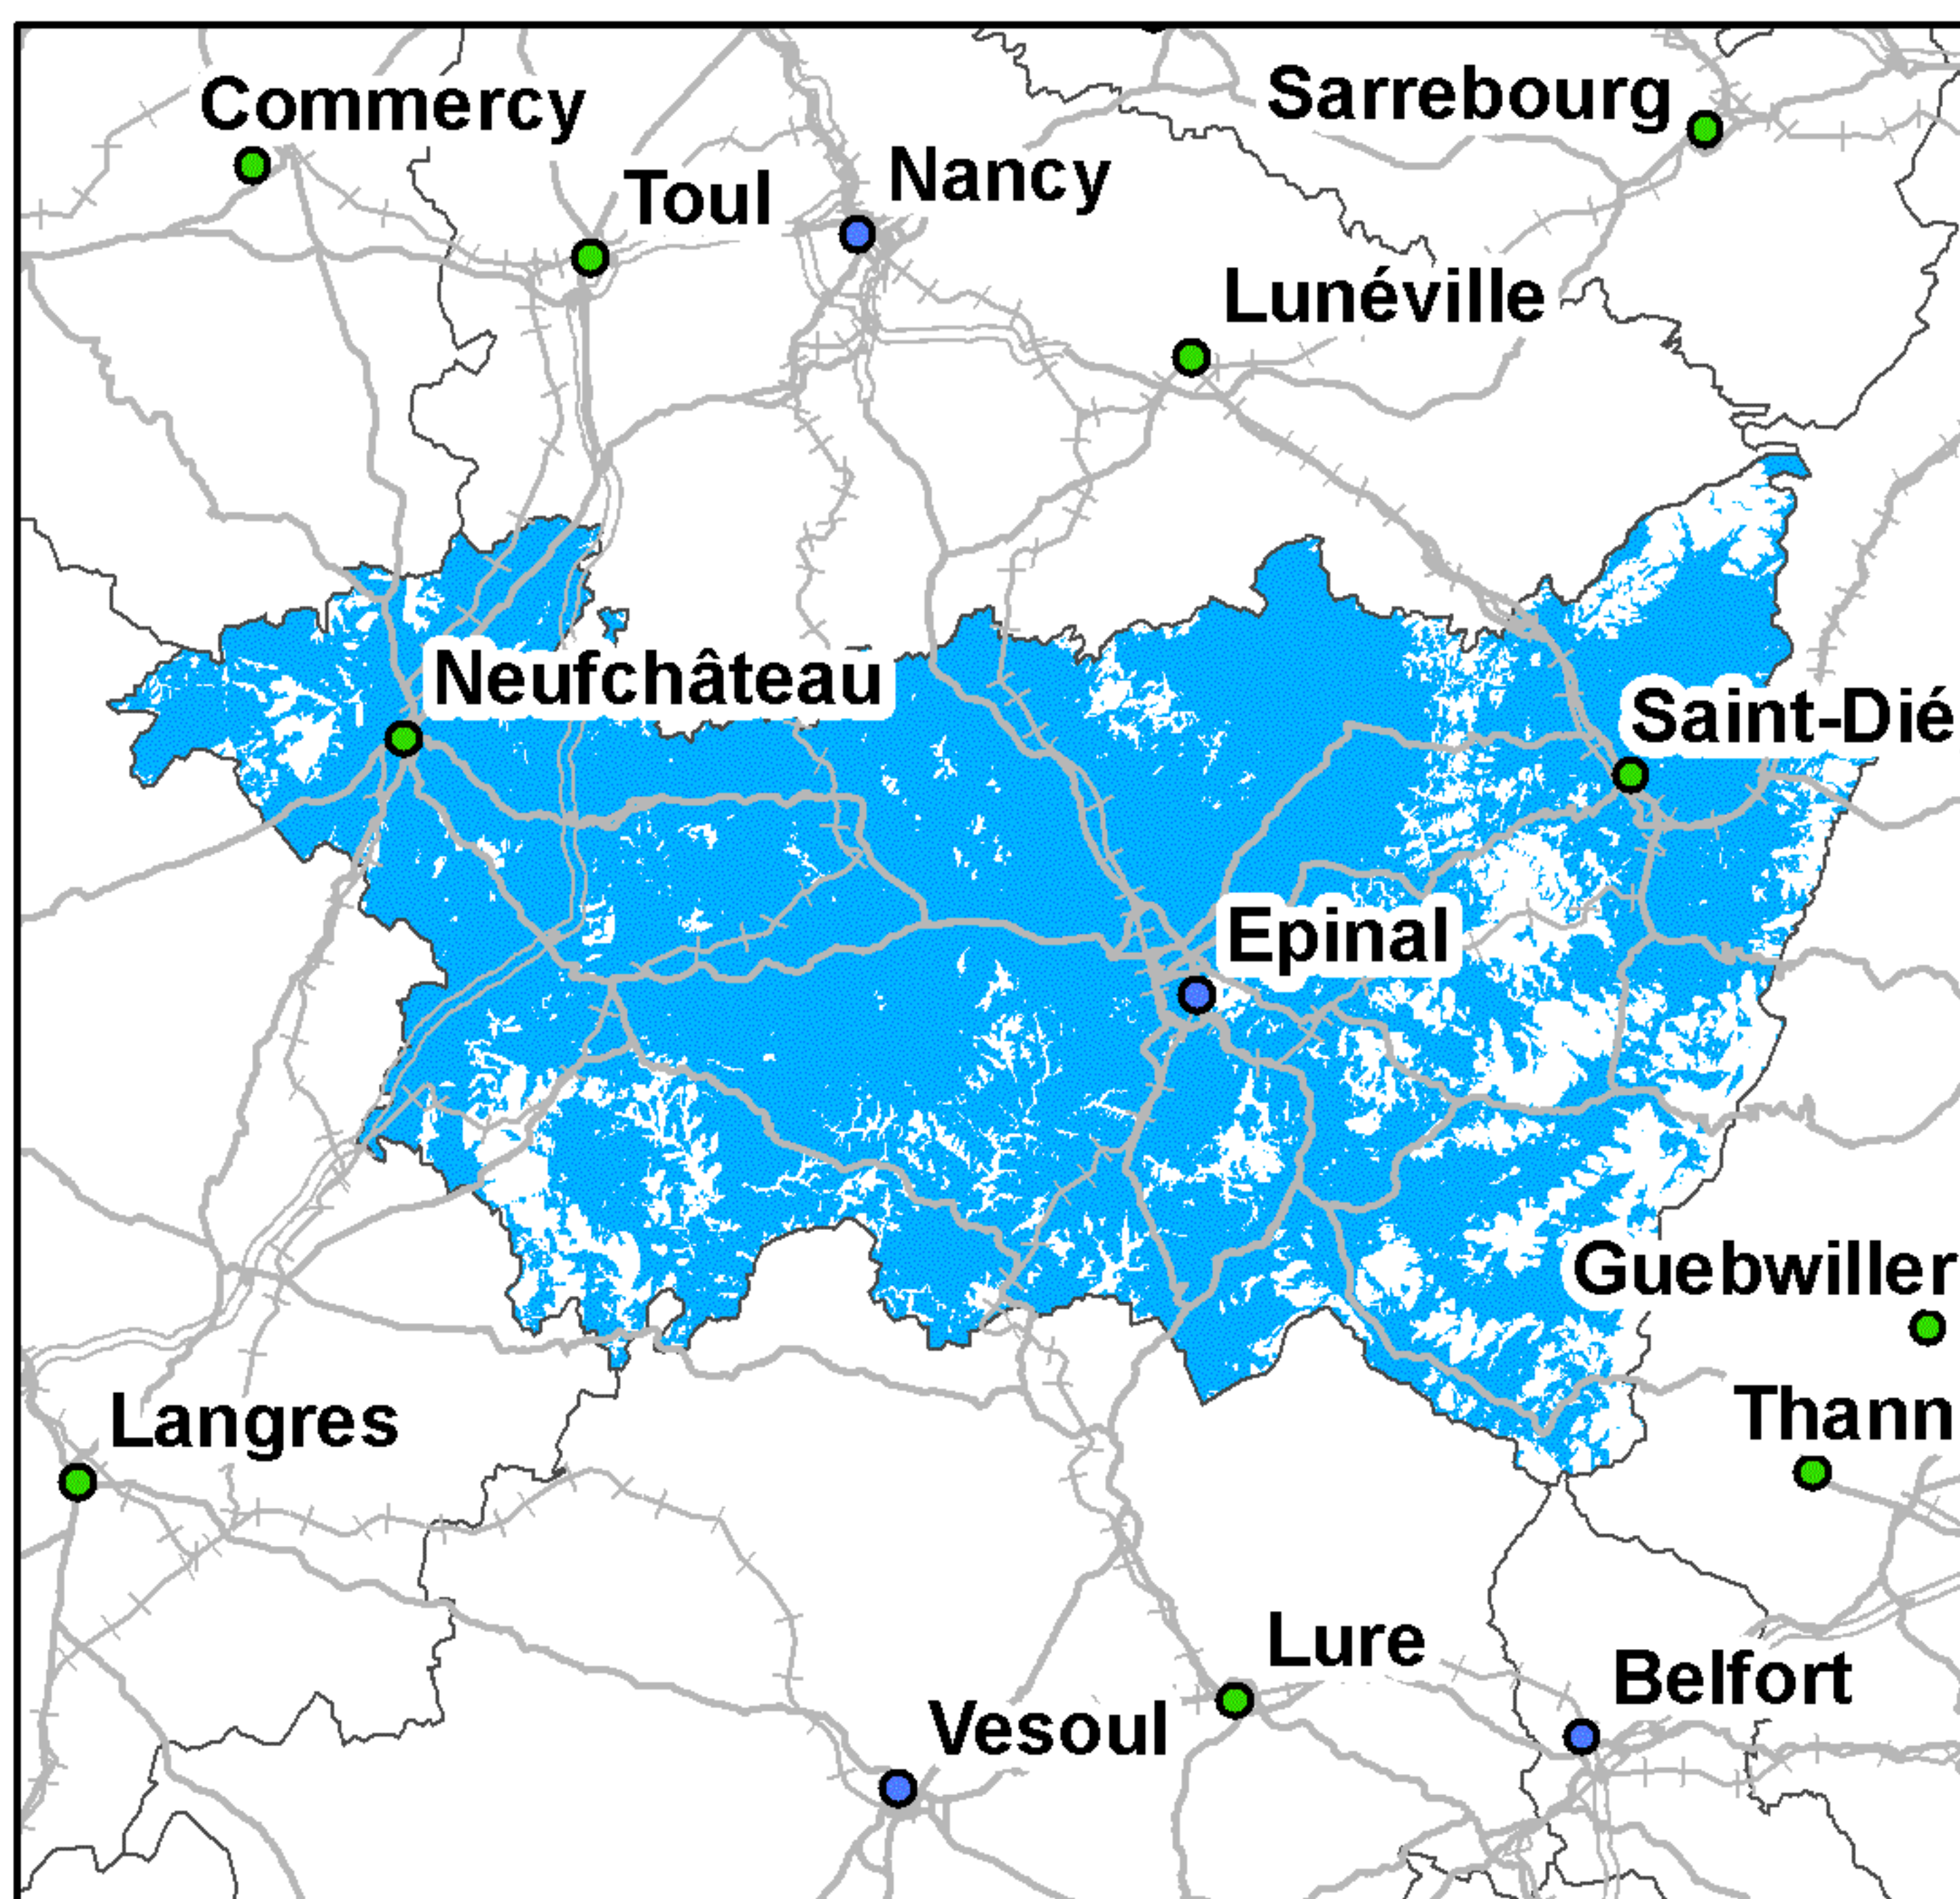 Commercy
Sarrebourg
Toul
Nancy
Lunéville
Neufchâteau
Saint-Dié
Epinal
Guebwiller
Langres
Thann
Lure
Belfort
Vesoul